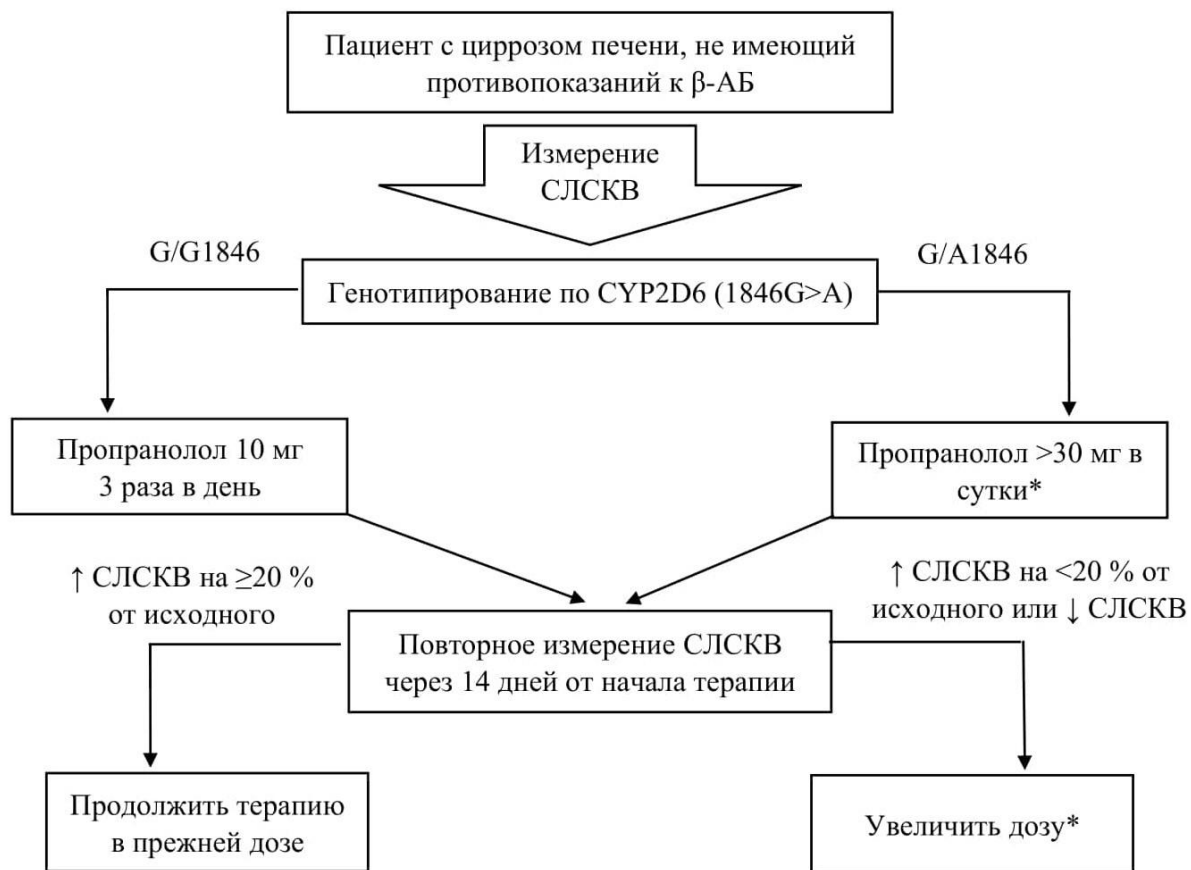 Пациент с циррозом печени, не имеющий
противопоказаний к β-АБ
Измерение
СЛСКВ
G/G1846
G/A1846
Генотипирование по CYP2D6 (1846G>A)
Пропранолол 10 мг
3 раза в день
Пропранолол >30 мг в
сутки*
↑ СЛСКВ на ≥20 %
от исходного
↑ СЛСКВ на <20 % от
исходного или ↓ СЛСКВ
Повторное измерение СЛСКВ
через 14 дней от начала терапии
Продолжить терапию
в прежней дозе
Увеличить дозу*